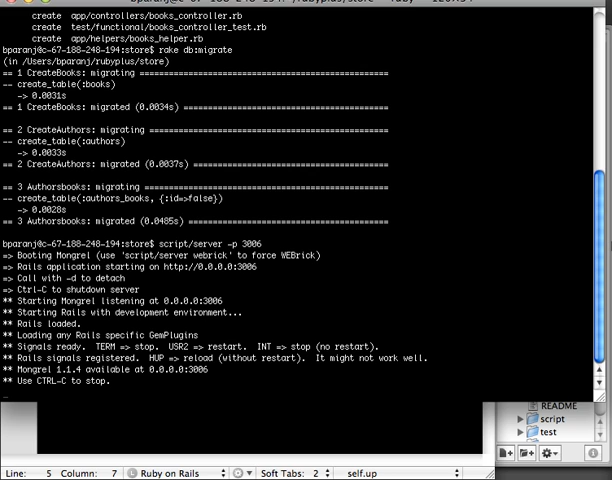 create  app/controllers/books_controller.rb
create  test/functional/books_controller_test.rb
create  app/helpers/books_helper.rb
bparanj@c-67-188-248-194:store$ rake db:migrate
(in /Users/bparanj/rubyplus/store)
== 1 CreateBooks: migrating ===============================================
-- create_table(:books)
   -> 0.0031s
== 1 CreateBooks: migrated (0.0034s) ======================================
== 2 CreateAuthors: migrating =============================================
-- create_table(:authors)
   -> 0.0033s
== 2 CreateAuthors: migrated (0.0037s) ====================================
== 3 Authorsbooks: migrating ==============================================
-- create_table(:authors_books, {:id=>false})
   -> 0.0028s
== 3 Authorsbooks: migrated (0.0485s) =====================================
bparanj@c-67-188-248-194:store$ script/server -p 3006
=> Booting Mongrel (use 'script/server webrick' to force WEBrick)
=> Rails application starting on http://0.0.0.0:3006
=> Call with -d to detach
=> Ctrl-C to shutdown server
** Starting Mongrel listening at 0.0.0.0:3006
** Starting Rails with development environment...
** Rails loaded.
** Loading any Rails specific GemPlugins
** Signals ready.  TERM => stop.  USR2 => restart.  INT => stop (no restart).
** Rails signals registered.  HUP => reload (without restart).  It might not work well.
** Mongrel 1.1.4 available at 0.0.0.0:3006
** Use CTRL-C to stop.
README
script
test
Line: 5 Column: 7 Ruby on Rails Soft Tabs: 2 self.up